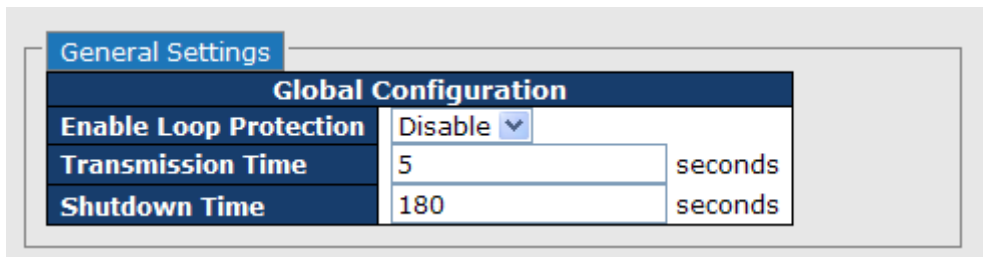 General Settings
Global Configuration
Enable Loop Protection Disable
Transmission Time 5 seconds
Shutdown Time 180 seconds